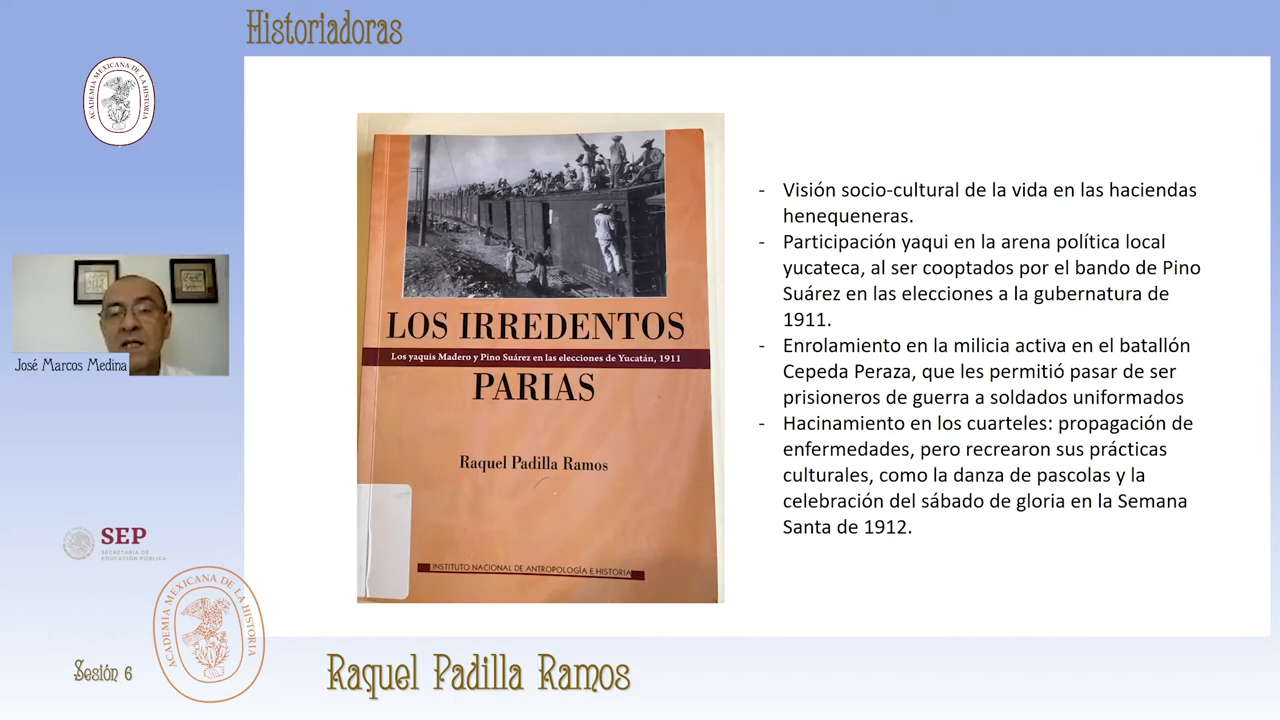 Historiadoras
ACADEMIA MEXICANA DE LA HISTORIA
José Marcos Medina
LOS IRREDENTOS
Los yaquis Madero y Pino Suárez en las elecciones de Yucatán, 1911
PARIAS
Raquel Padilla Ramos
INSTITUTO NACIONAL DE ANTROPOLOGÍA E HISTORIA
- Visión socio-cultural de la vida en las haciendas
henequeneras.
- Participación yaqui en la arena política local
yucateca, al ser cooptados por el bando de Pino
Suárez en las elecciones a la gubernatura de
1911.
- Enrolamiento en la milicia activa en el batallón
Cepeda Peraza, que les permitió pasar de ser
prisioneros de guerra a soldados uniformados
- Hacinamiento en los cuarteles: propagación de
enfermedades, pero recrearon sus prácticas
culturales, como la danza de pascolas y la
celebración del sábado de gloria en la Semana
Santa de 1912.
SEP
SECRETARÍA DE
EDUCACIÓN PÚBLICA
ACADEMIA MEXICANA DE LA HISTORIA
Sesión 6
Raquel Padilla Ramos